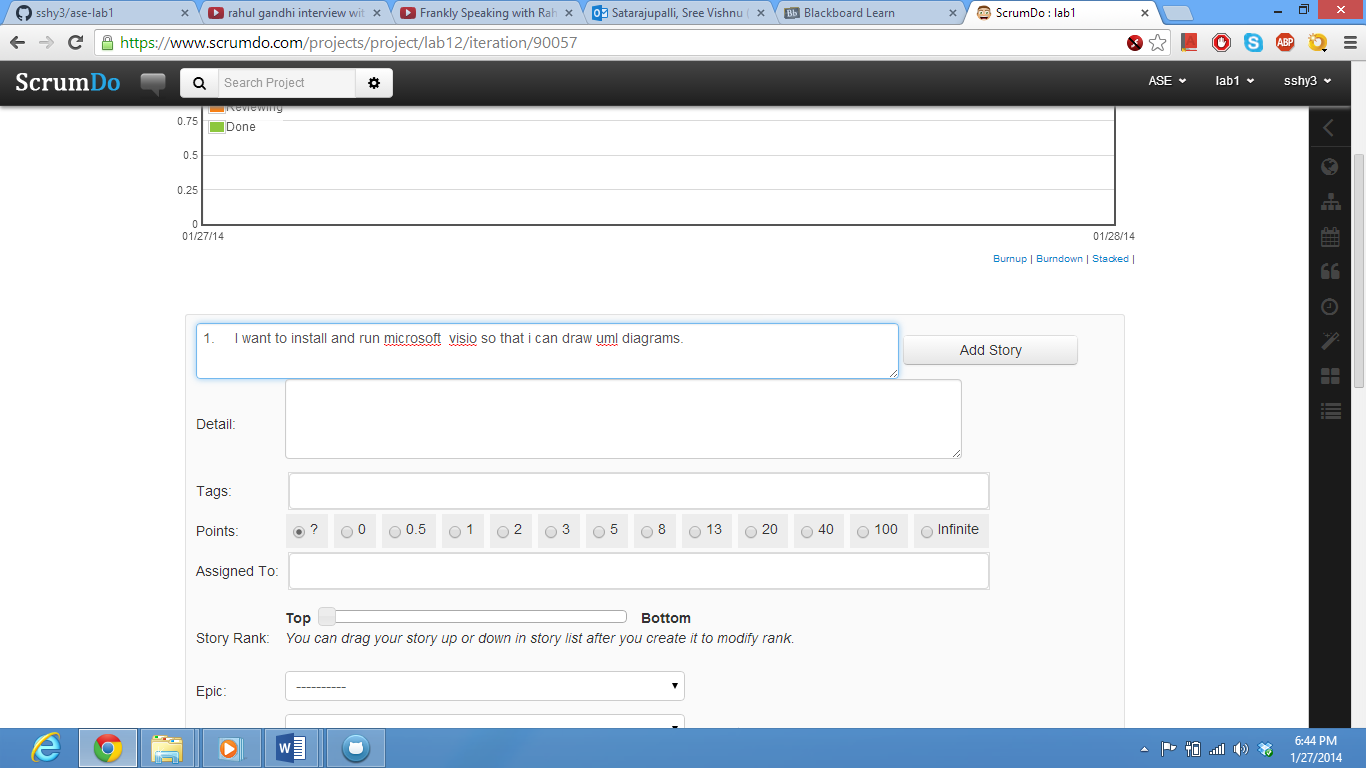 sshy3/ase-lab1
rahul gandhi interview wit
Frankly Speaking with Rah
Satarajupalli, Sree Vishnu (
Blackboard Learn
ScrumDo : lab1
https://www.scrumdo.com/projects/project/lab12/iteration/90057
ABP
ScrumDo
Search Project
ASE
lab1
sshy3
Reviewing
Done
0.75
0.5
0.25
0
01/27/14
01/28/14
Burnup | Burndown | Stacked |
1. I want to install and run microsoft visio so that i can draw uml diagrams.
Add Story
Detail:
Tags:
Points:
? 0 0.5 1 2 3 5 8 13 20 40 100 Infinite
Assigned To:
Top Bottom
Story Rank: You can drag your story up or down in story list after you create it to modify rank.
Epic: ----------
6:44 PM
1/27/2014